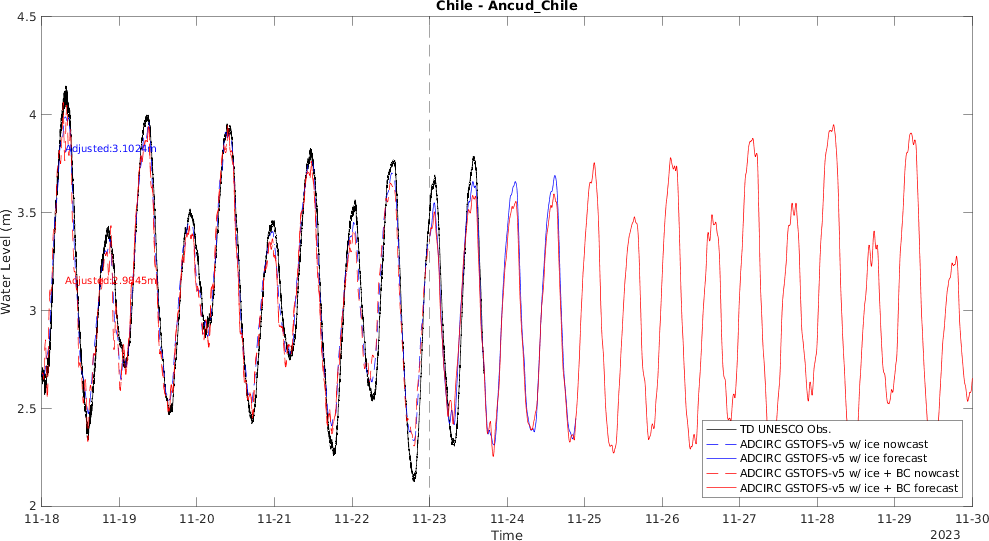 Chile - Ancud_Chile
4.5
4
3.5
3
2.5
2
Water Level (m)
Adjusted:3.1024m
Adjusted:2.9845m
TD UNESCO Obs.
ADCIRC GSTOFS-v5 w/ ice nowcast
ADCIRC GSTOFS-v5 w/ ice forecast
ADCIRC GSTOFS-v5 w/ ice + BC nowcast
ADCIRC GSTOFS-v5 w/ ice + BC forecast
11-18 11-19 11-20 11-21 11-22 11-23 11-24 11-25 11-26 11-27 11-28 11-29 11-30
Time
2023